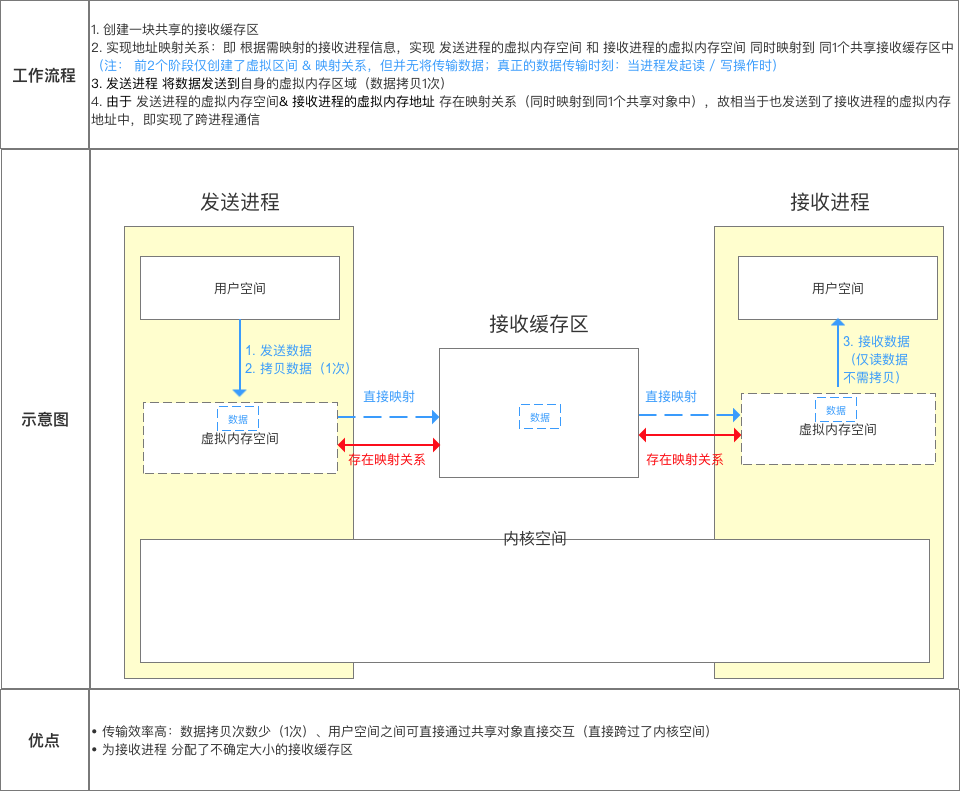 工作流程
1. 创建一块共享的接收缓存区
2. 实现地址映射关系：即 根据需映射的接收进程信息，实现 发送进程的虚拟内存空间 和 接收进程的虚拟内存空间 同时映射到 同1个共享接收缓存区中
（注： 前2个阶段仅创建了虚拟区间 & 映射关系，但并无将传输数据；真正的数据传输时刻：当进程发起读 / 写操作时）
3. 发送进程 将数据发送到自身的虚拟内存区域（数据拷贝1次）
4. 由于 发送进程的虚拟内存空间& 接收进程的虚拟内存地址 存在映射关系（同时映射到同1个共享对象中），故相当于也发送到了接收进程的虚拟内存
地址中，即实现了跨进程通信
示意图
发送进程
接收进程
用户空间
用户空间
接收缓存区
1. 发送数据
2. 拷贝数据（1次）
3. 接收数据
（仅读数据
不需拷贝）
直接映射
直接映射
数据
虚拟内存空间
数据
数据
虚拟内存空间
存在映射关系
存在映射关系
内核空间
优点
• 传输效率高：数据拷贝次数少（1次）、用户空间之间可直接通过共享对象直接交互（直接跨过了内核空间）
• 为接收进程 分配了不确定大小的接收缓存区